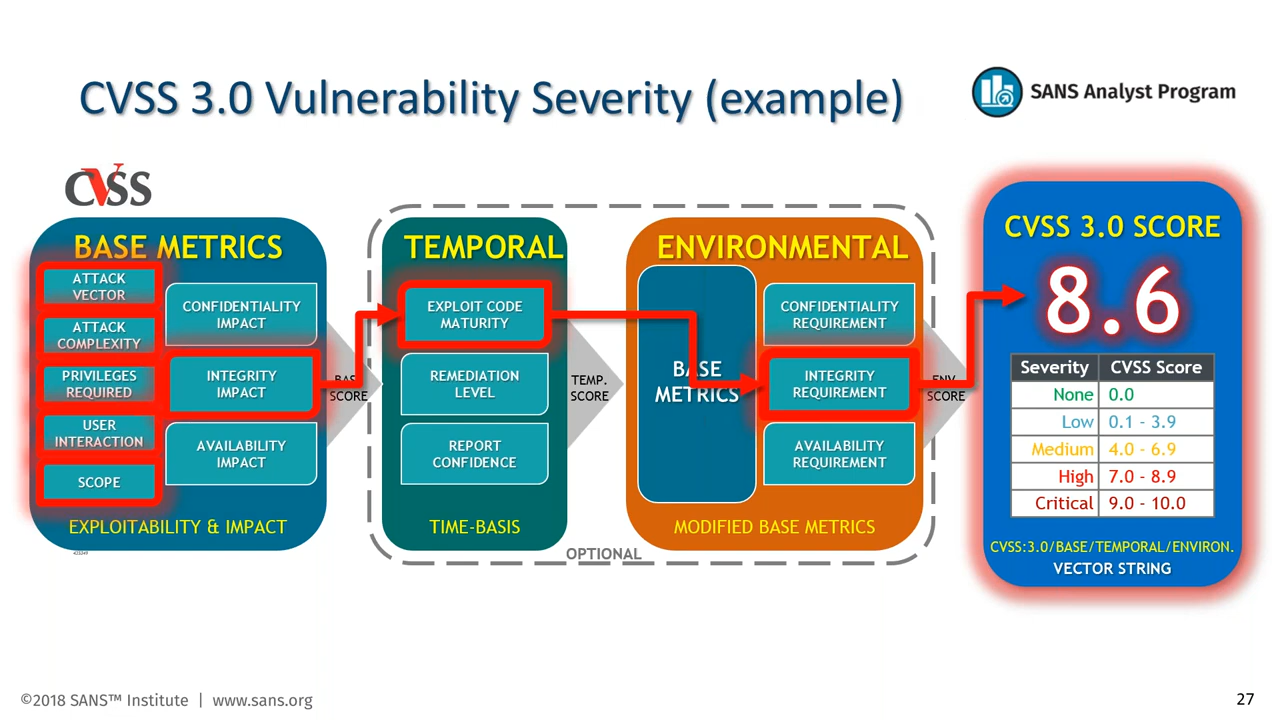 CVSS 3.0 Vulnerability Severity (example)
SANS Analyst Program
CVSS
BASE METRICS
ATTACK
VECTOR
ATTACK
COMPLEXITY
PRIVILEGES
REQUIRED
USER
INTERACTION
SCOPE
CONFIDENTIALITY
IMPACT
INTEGRITY
IMPACT
AVAILABILITY
IMPACT
EXPLOITABILITY & IMPACT
SCORE
TEMPORAL
EXPLOIT CODE
MATURITY
REMEDIATION
LEVEL
REPORT
CONFIDENCE
TIME-BASIS
TEMP.
SCORE
OPTIONAL
ENVIRONMENTAL
BASE
METRICS
CONFIDENTIALITY
REQUIREMENT
INTEGRITY
REQUIREMENT
AVAILABILITY
REQUIREMENT
MODIFIED BASE METRICS
SCORE
CVSS 3.0 SCORE
8.6
Severity CVSS Score
None 0.0
Low 0.1 - 3.9
Medium 4.0 - 6.9
High 7.0 - 8.9
Critical 9.0 - 10.0
CVSS:3.0/BASE/TEMPORAL/ENVIRON.
VECTOR STRING
©2018 SANS™ Institute | www.sans.org
27